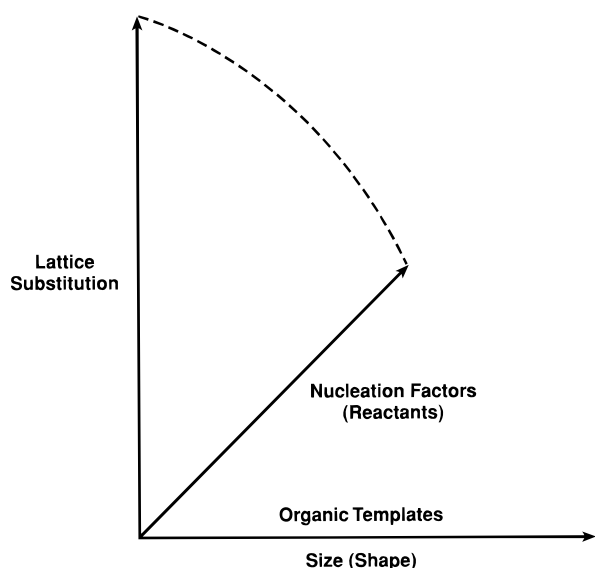 Lattice
Substitution
Nucleation Factors
(Reactants)
Organic Templates
Size (Shape)